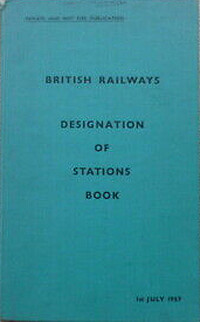 PRIVATE AND NOT FOR PUBLICATION
BRITISH RAILWAYS
DESIGNATION
OF
STATIONS
BOOK
1st JULY 1957